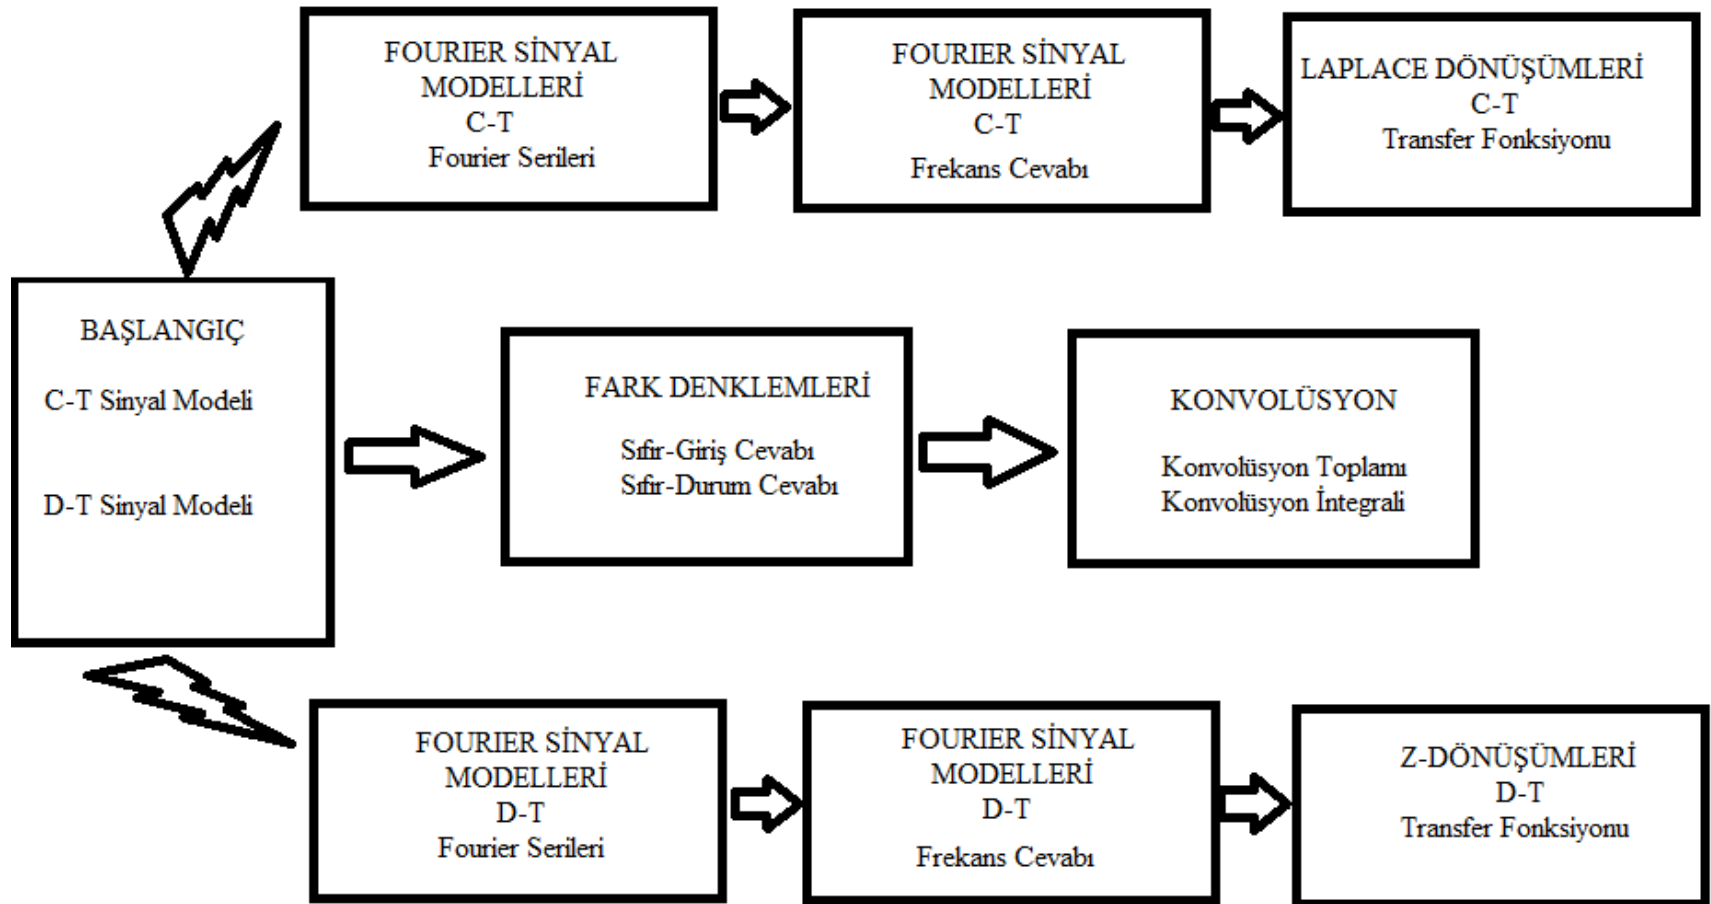 FOURIER SİNYAL
MODELLERİ
C-T
Fourier Serileri
FOURIER SİNYAL
MODELLERİ
C-T
Frekans Cevabı
LAPLACE DÖNÜŞÜMLERİ
C-T
Transfer Fonksiyonu
BAŞLANGIÇ
C-T Sinyal Modeli
D-T Sinyal Modeli
FARK DENKLEMLERİ
Sıfır-Giriş Cevabı
Sıfır-Durum Cevabı
KONVOLÜSYON
Konvolüsyon Toplamı
Konvolüsyon İntegrali
FOURIER SİNYAL
MODELLERİ
D-T
Fourier Serileri
FOURIER SİNYAL
MODELLERİ
D-T
Frekans Cevabı
Z-DÖNÜŞÜMLERİ
D-T
Transfer Fonksiyonu